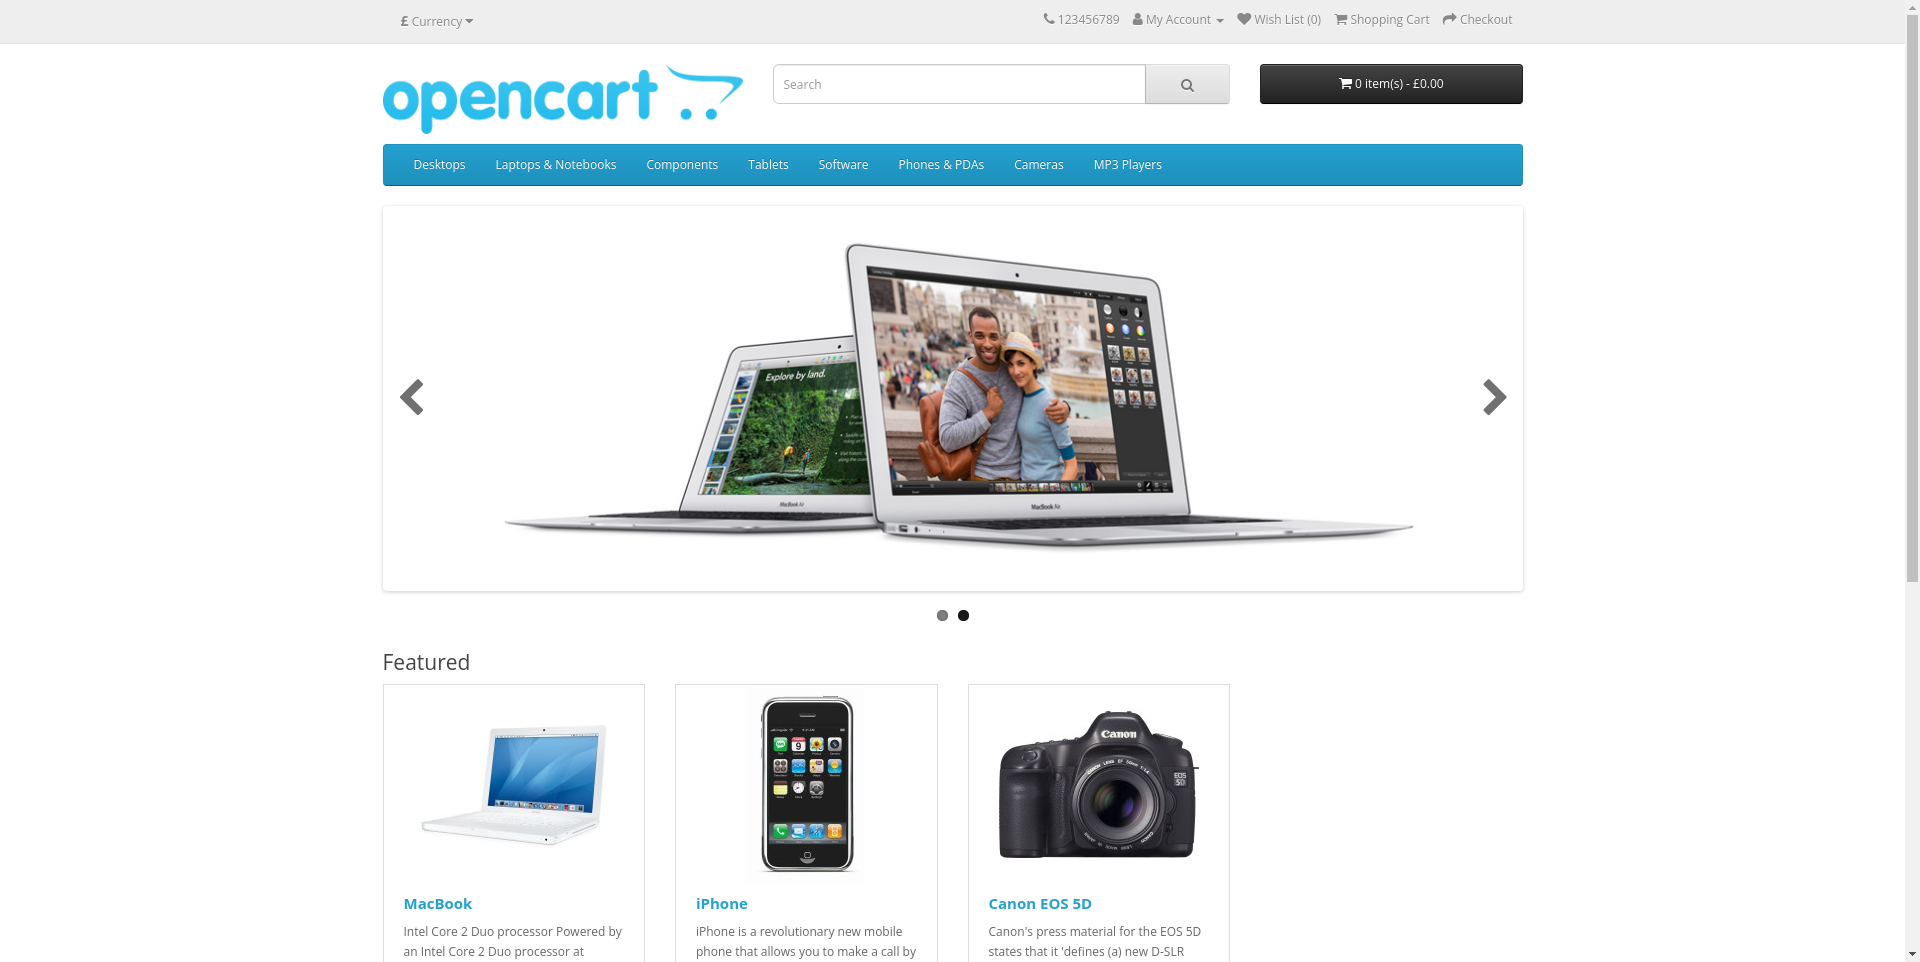 £ Currency
123456789
My Account
Wish List (0)
Shopping Cart
Checkout
opencart
Search
0 item(s) - £0.00
Desktops
Laptops & Notebooks
Components
Tablets
Software
Phones & PDAs
Cameras
MP3 Players
Explore by land.
MacBook Air
MacBook Air
Featured
Canon
EOS
5D
MacBook
iPhone
Canon EOS 5D
Intel Core 2 Duo processor Powered by
an Intel Core 2 Duo processor at
iPhone is a revolutionary new mobile
phone that allows you to make a call by
Canon's press material for the EOS 5D
states that it 'defines (a) new D-SLR